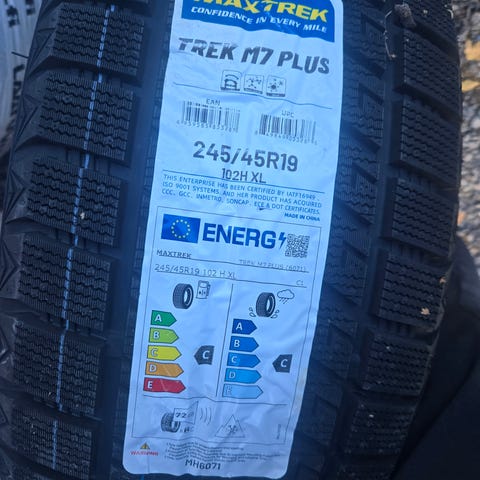 MAXTREK
CONFIDENCE IN EVERY MILE
TREK M7 PLUS
EAN
UPC
245/45R19
102H XL
THIS ENTERPRISE HAS BEEN CERTIFIED BY IATF16949
ISO 9001 SYSTEMS, AND HER PRODUCT HAS ACQUIRED
CCC, GCC, INMETRO, SONCAP, ECE & DOT CERTIFICATES.
MADE IN CHINA
ENERG
MAXTREK
TREK M7 PLUS (6071)
245/45R19 102 H XL
C1
A
B
C
D
E
C
A
B
C
D
E
C
72
WARNING
MH6071